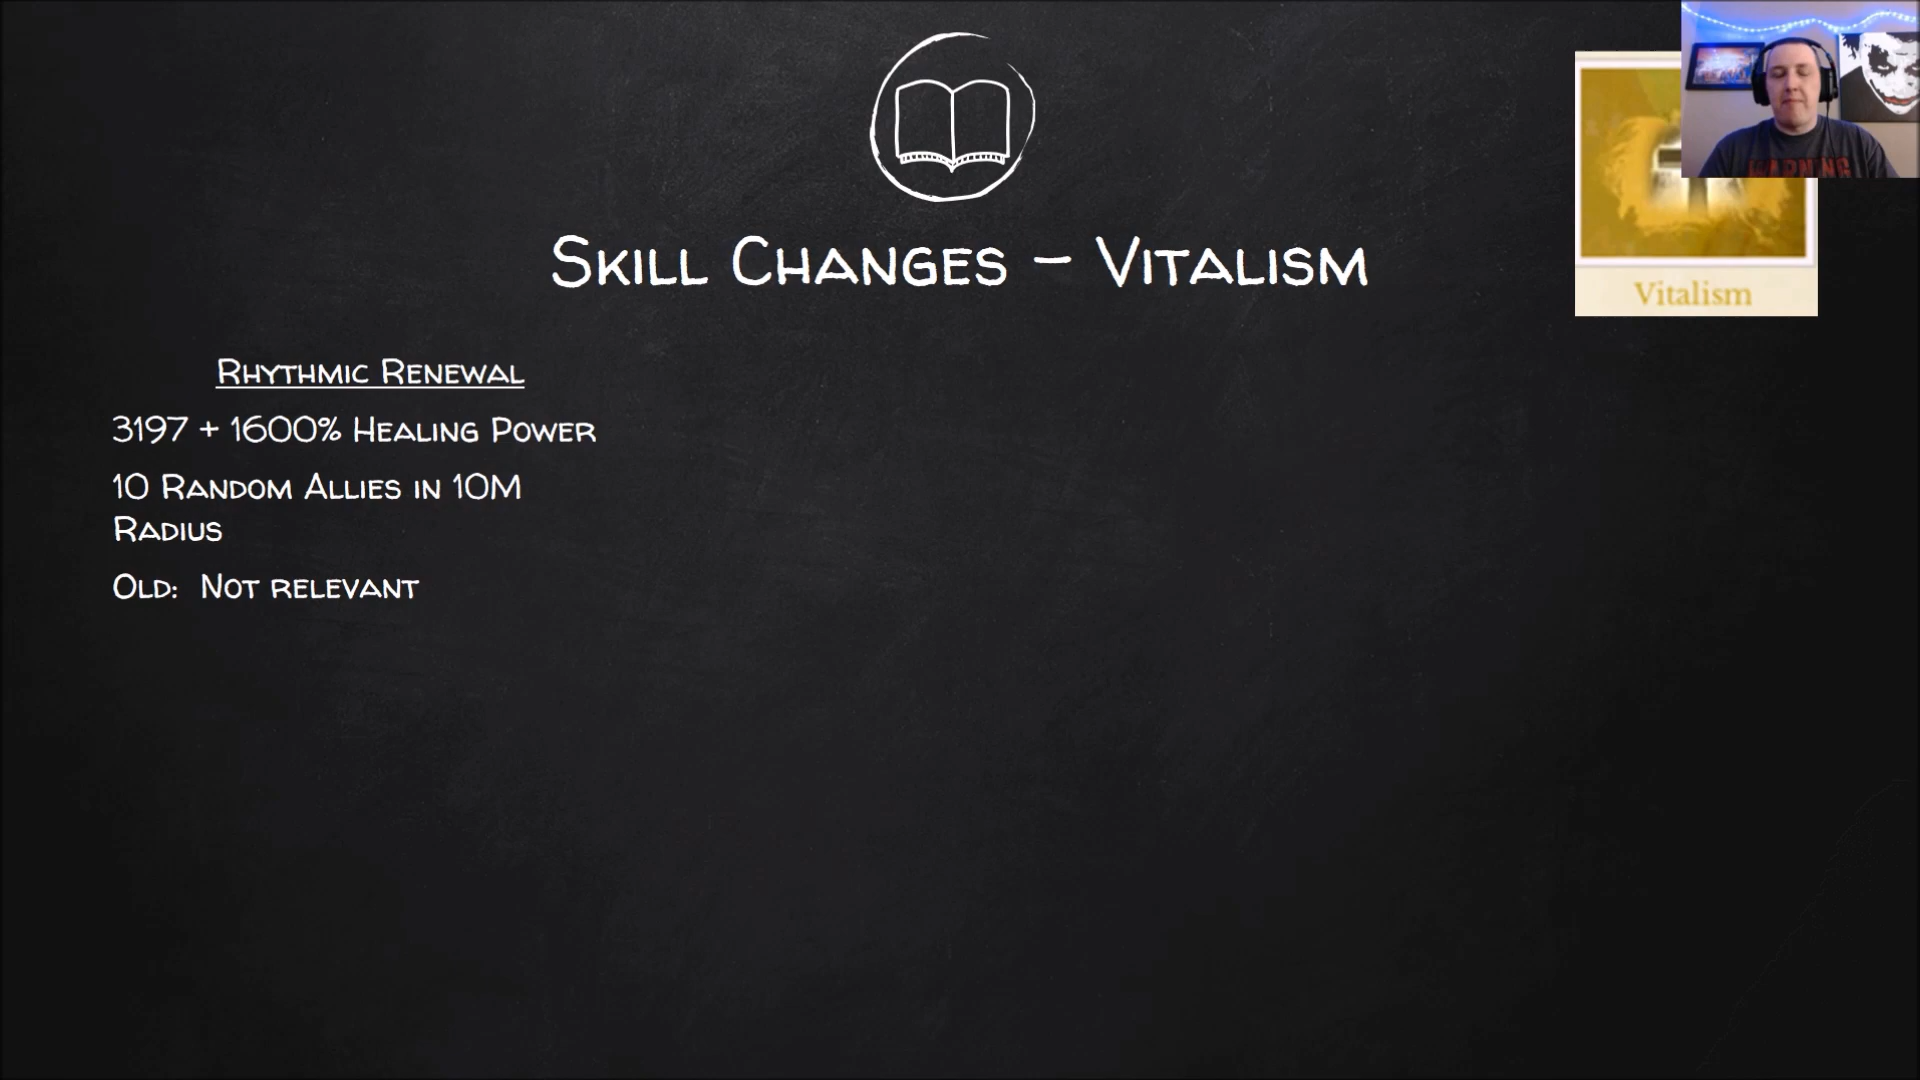 Skill Changes – Vitalism
Vitalism
Rhythmic Renewal
3197 + 1600% Healing Power
10 Random Allies in 10m
Radius
Old: Not relevant
WARNING